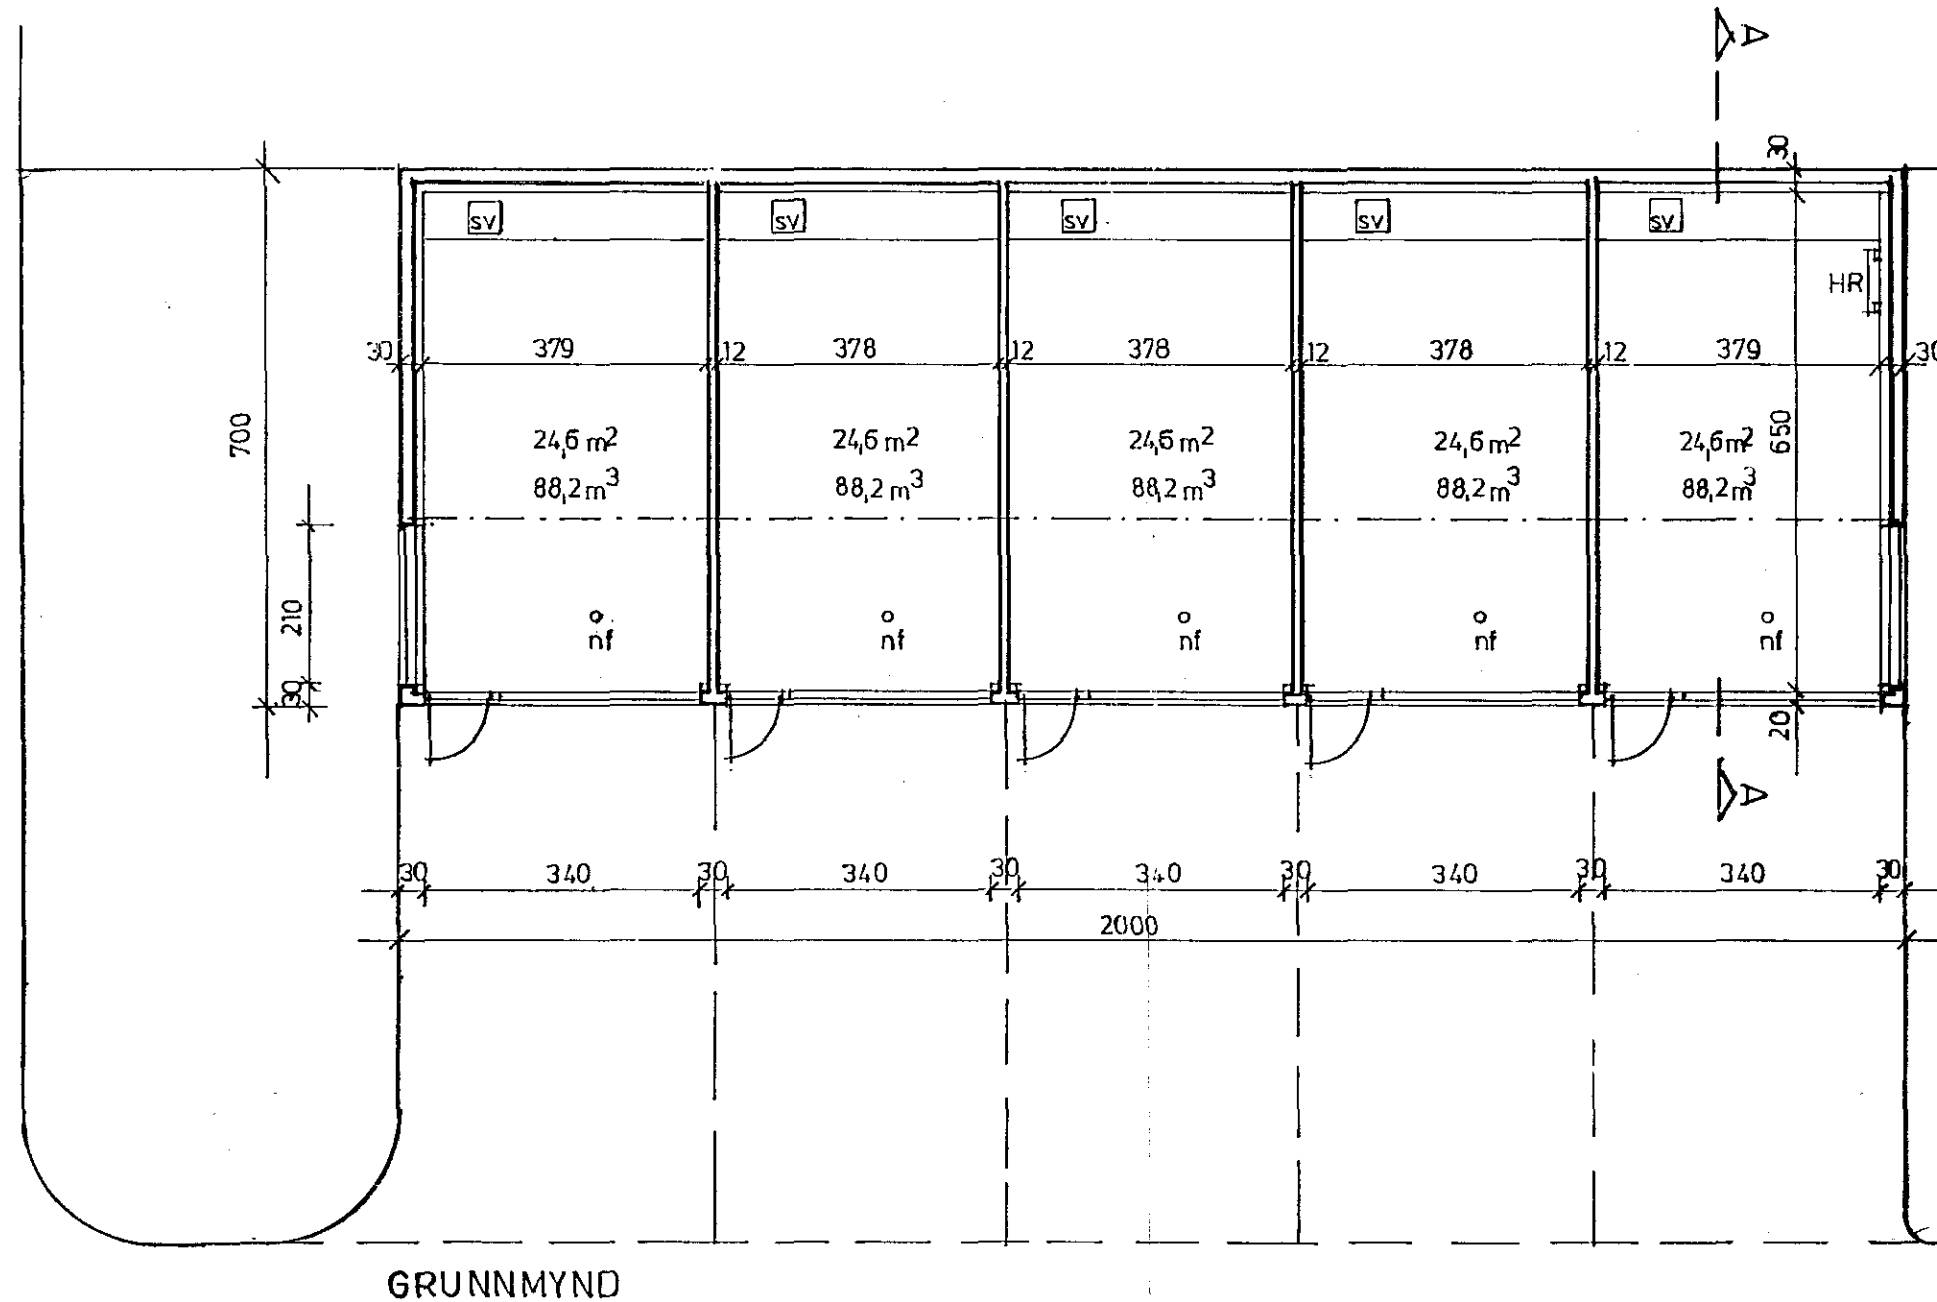 A
30
sv sv sv sv sv
HR
30 379 12 378 12 378 12 378 12 379 30
700
24,6 m² 24,6 m² 24,6 m² 24,6 m² 24,6 m² 650
88,2 m³ 88,2 m³ 88,2 m³ 88,2 m³ 88,2 m³
210
nf nf nf nf nf
30
20
A
30 340 30 340 30 340 30 340 30 340 30
2000
GRUNNMYND